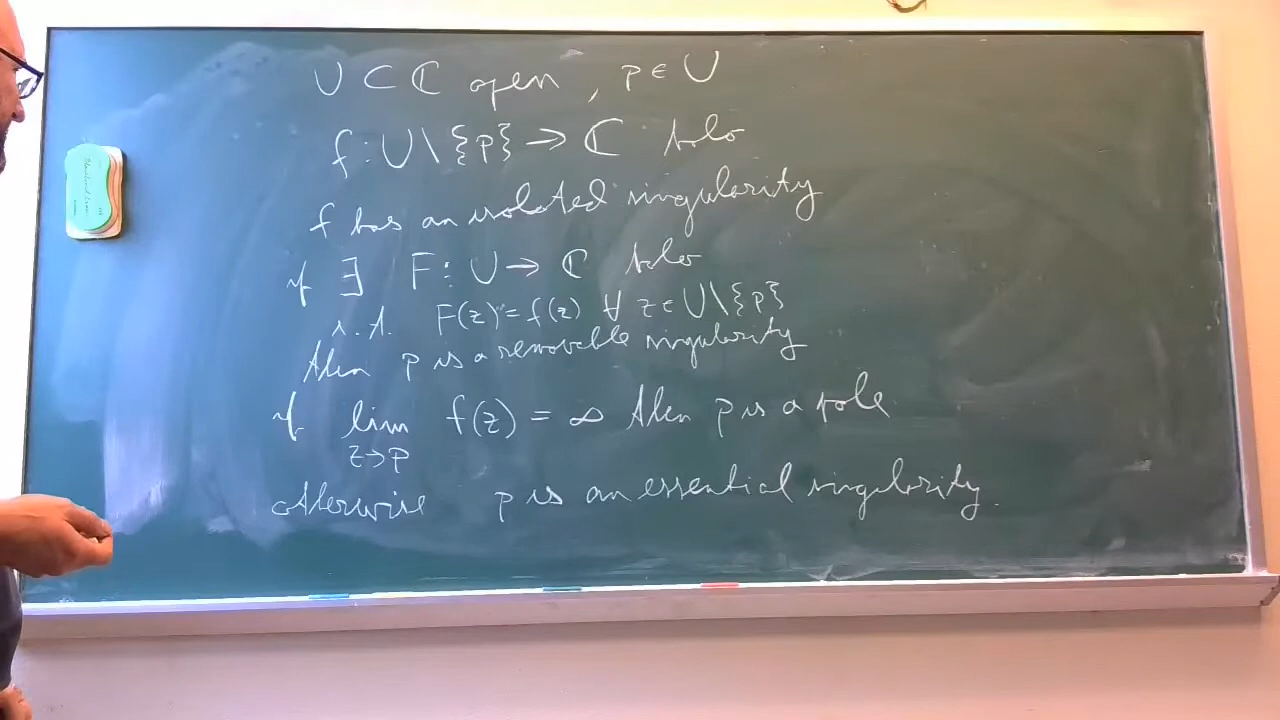 U ⊂ ℂ open, p ∈ U
f : U \ {p} → ℂ holo
f has an isolated singularity
if ∃ F : U → ℂ holo
s.t. F(z) = f(z) ∀ z ∈ U \ {p}
then p is a removable singularity
if lim f(z) = ∞ then p is a pole
z→p
otherwise p is an essential singularity.